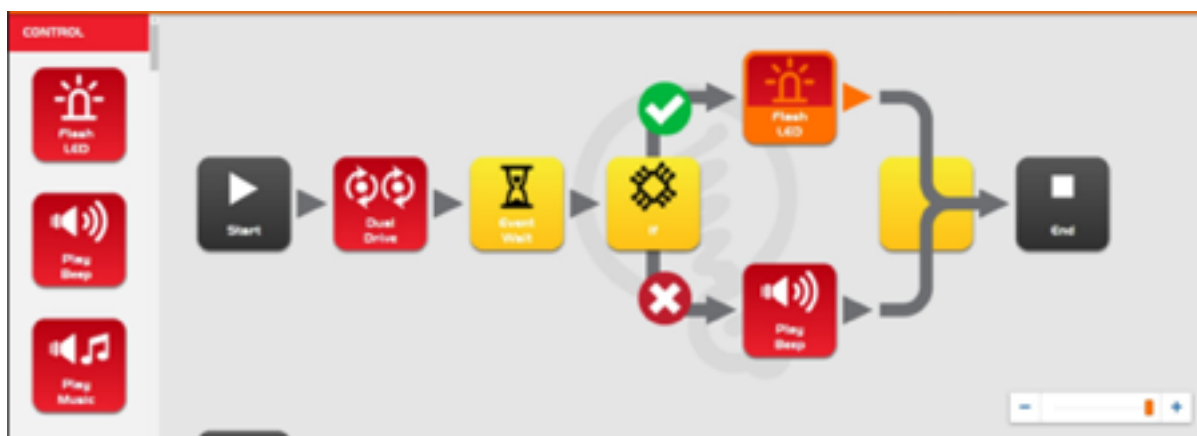 CONTROL
Flash
LED
Play
Beep
Play
Music
Start
Dual
Drive
Event
Wait
If
Flash
LED
Play
Beep
End